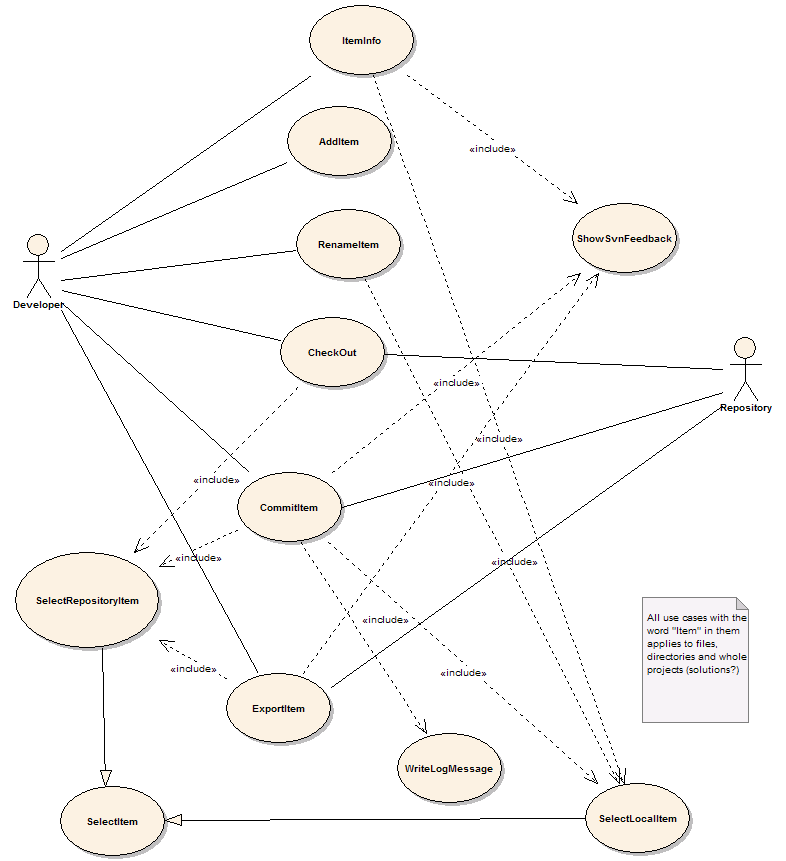 ItemInfo
AddItem
«include»
ShowSvnFeedback
RenameItem
Developer
CheckOut
«include»
Repository
«include»
«include»
«include»
CommitItem
«include»
«include»
SelectRepositoryItem
«include»
All use cases with the
word "Item" in them
applies to files,
directories and whole
projects (solutions?)
«include»
«include»
ExportItem
WriteLogMessage
SelectItem
SelectLocalItem